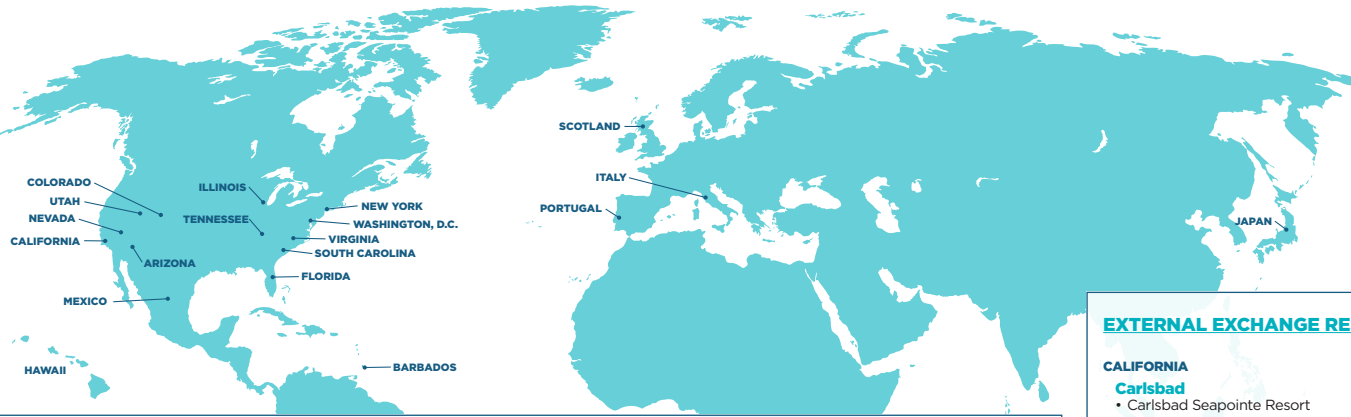 SCOTLAND
ITALY
COLORADO
ILLINOIS
UTAH
NEW YORK
PORTUGAL
NEVADA
TENNESSEE
WASHINGTON, D.C.
JAPAN
CALIFORNIA
VIRGINIA
SOUTH CAROLINA
ARIZONA
FLORIDA
MEXICO
HAWAII
BARBADOS
EXTERNAL EXCHANGE RE
CALIFORNIA
Carlsbad
• Carlsbad Seapointe Resort